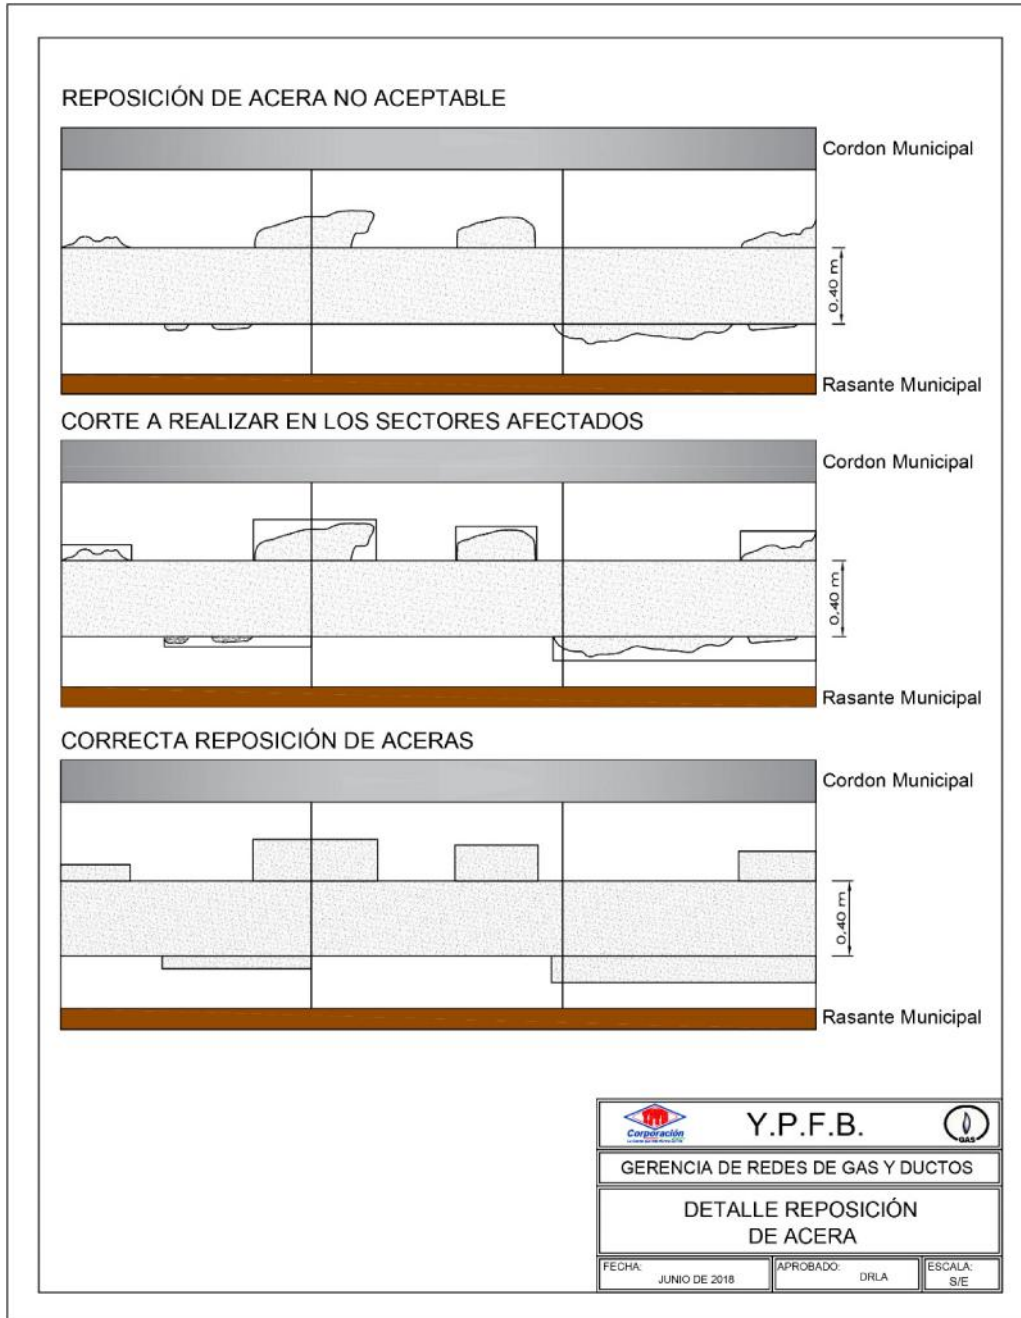 REPOSICIÓN DE ACERA NO ACEPTABLE
Cordon Municipal
0,40 m
Rasante Municipal
CORTE A REALIZAR EN LOS SECTORES AFECTADOS
Cordon Municipal
0,40 m
Rasante Municipal
CORRECTA REPOSICIÓN DE ACERAS
Cordon Municipal
0,40 m
Rasante Municipal
Corporación
Y.P.F.B.
GAS
GERENCIA DE REDES DE GAS Y DUCTOS
DETALLE REPOSICIÓN
DE ACERA
FECHA:
JUNIO DE 2018
APROBADO:
DRLA
ESCALA:
S/E